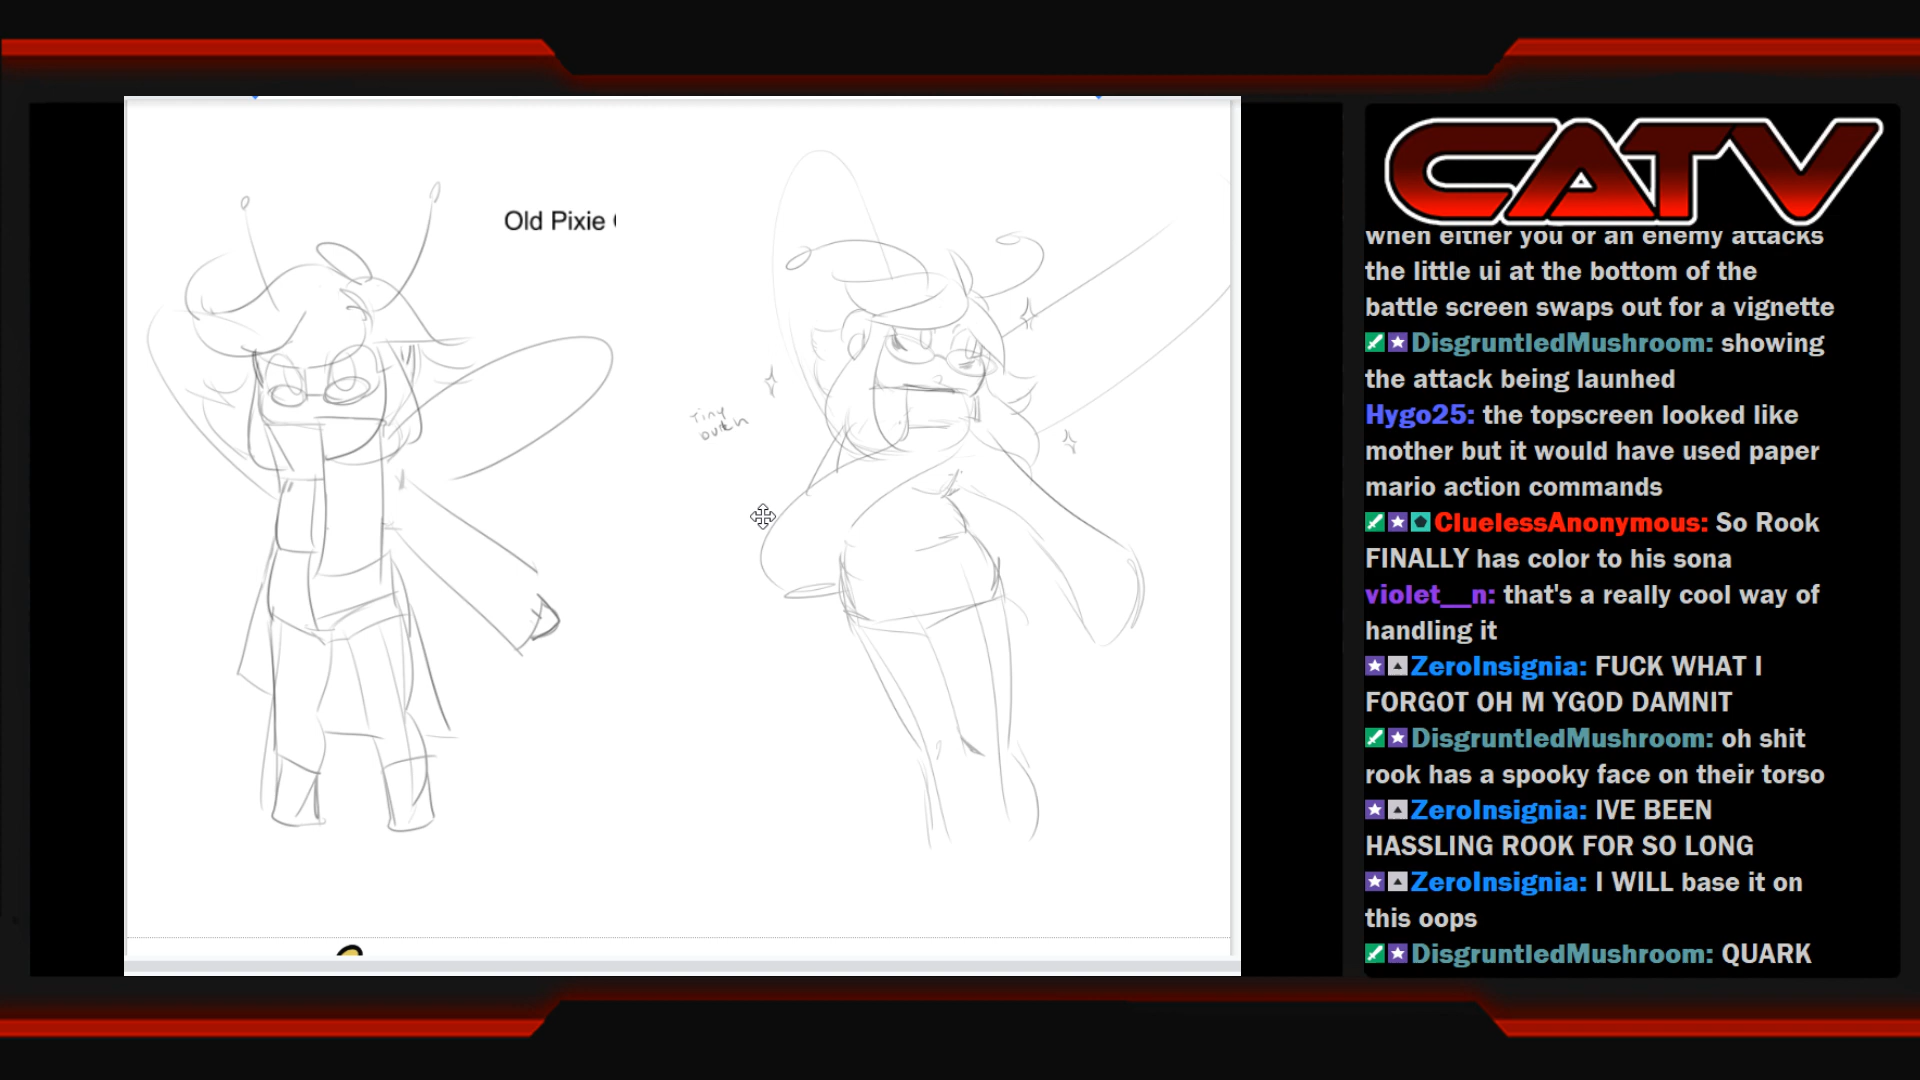 Old Pixie
Tiny
CATV
when either you or an enemy attacks
the little ui at the bottom of the
battle screen swaps out for a vignette
DisgruntledMushroom: showing
the attack being launhed
Hygo25: the topscreen looked like
mother but it would have used paper
mario action commands
CluelessAnonymous: So Rook
FINALLY has color to his sona
violet__n: that's a really cool way of
handling it
ZeroInsignia: FUCK WHAT I
FORGOT OH M YGOD DAMNIT
DisgruntledMushroom: oh shit
rook has a spooky face on their torso
ZeroInsignia: IVE BEEN
HASSLING ROOK FOR SO LONG
ZeroInsignia: I WILL base it on
this oops
DisgruntledMushroom: QUARK